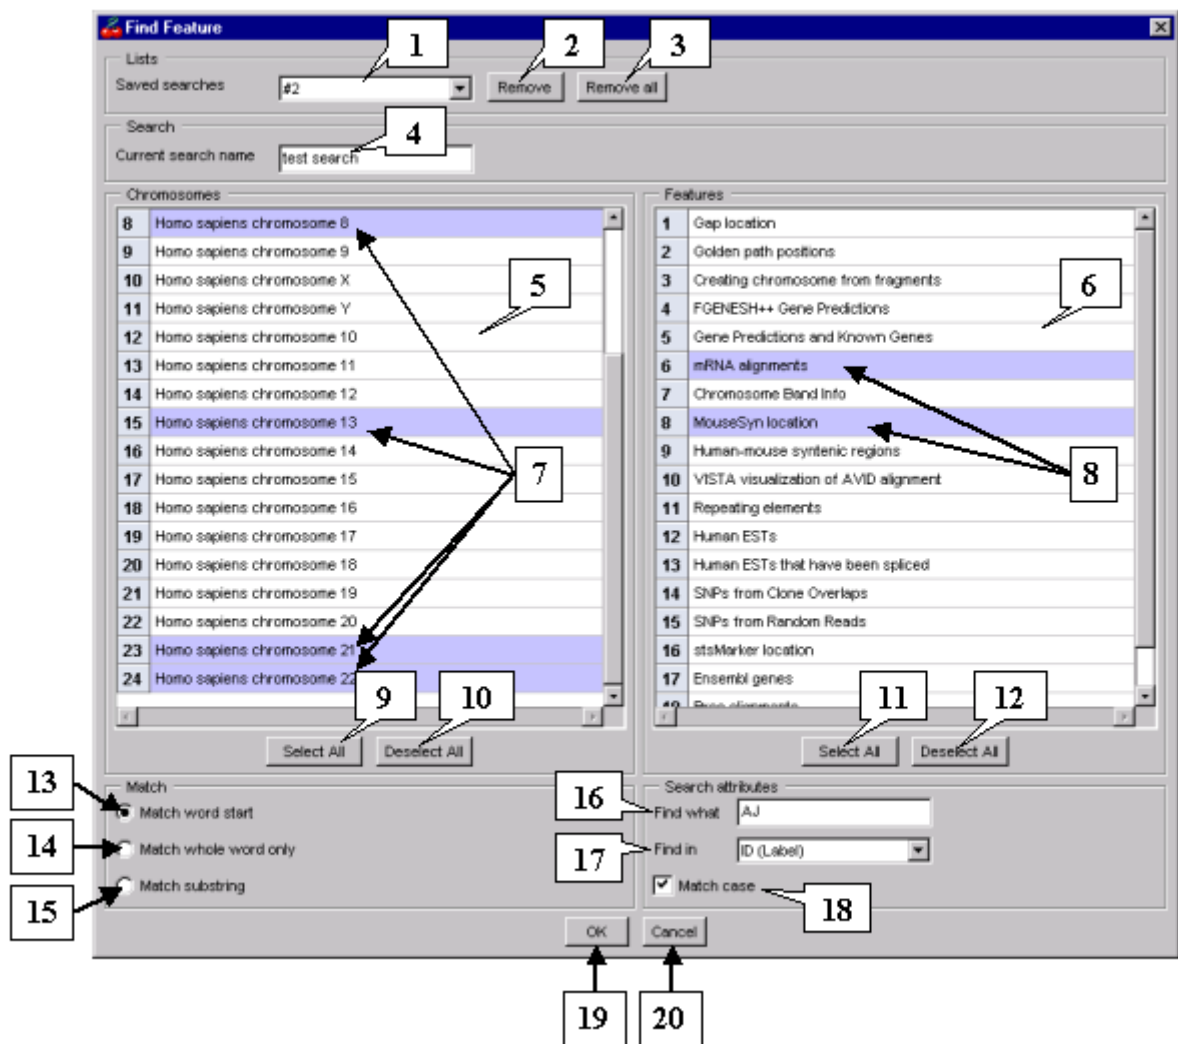 Find Feature
1
2
3
Lists
Saved searches
#2
Remove
Remove all
Search
4
Current search name
test search
Chromosomes
8 Homo sapiens chromosome 8
9 Homo sapiens chromosome 9
10 Homo sapiens chromosome X
11 Homo sapiens chromosome Y
12 Homo sapiens chromosome 10
13 Homo sapiens chromosome 11
14 Homo sapiens chromosome 12
15 Homo sapiens chromosome 13
16 Homo sapiens chromosome 14
17 Homo sapiens chromosome 15
18 Homo sapiens chromosome 16
19 Homo sapiens chromosome 17
20 Homo sapiens chromosome 18
21 Homo sapiens chromosome 19
22 Homo sapiens chromosome 20
23 Homo sapiens chromosome 21
24 Homo sapiens chromosome 22
5
7
9
10
Select All
Deselect All
Features
1 Gap location
2 Golden path positions
3 Creating chromosome from fragments
4 FGENESH++ Gene Predictions
5 Gene Predictions and Known Genes
6 mRNA alignments
7 Chromosome Band Info
8 MouseSyn location
9 Human-mouse syntenic regions
10 VISTA visualization of AVID alignment
11 Repeating elements
12 Human ESTs
13 Human ESTs that have been spliced
14 SNPs from Clone Overlaps
15 SNPs from Random Reads
16 stsMarker location
17 Ensembl genes
6
8
11
12
Select All
Deselect All
Match
13
Match word start
14
Match whole word only
15
Match substring
Search attributes
16
Find what
AJ
17
Find in
ID (Label)
Match case
18
OK
Cancel
19
20